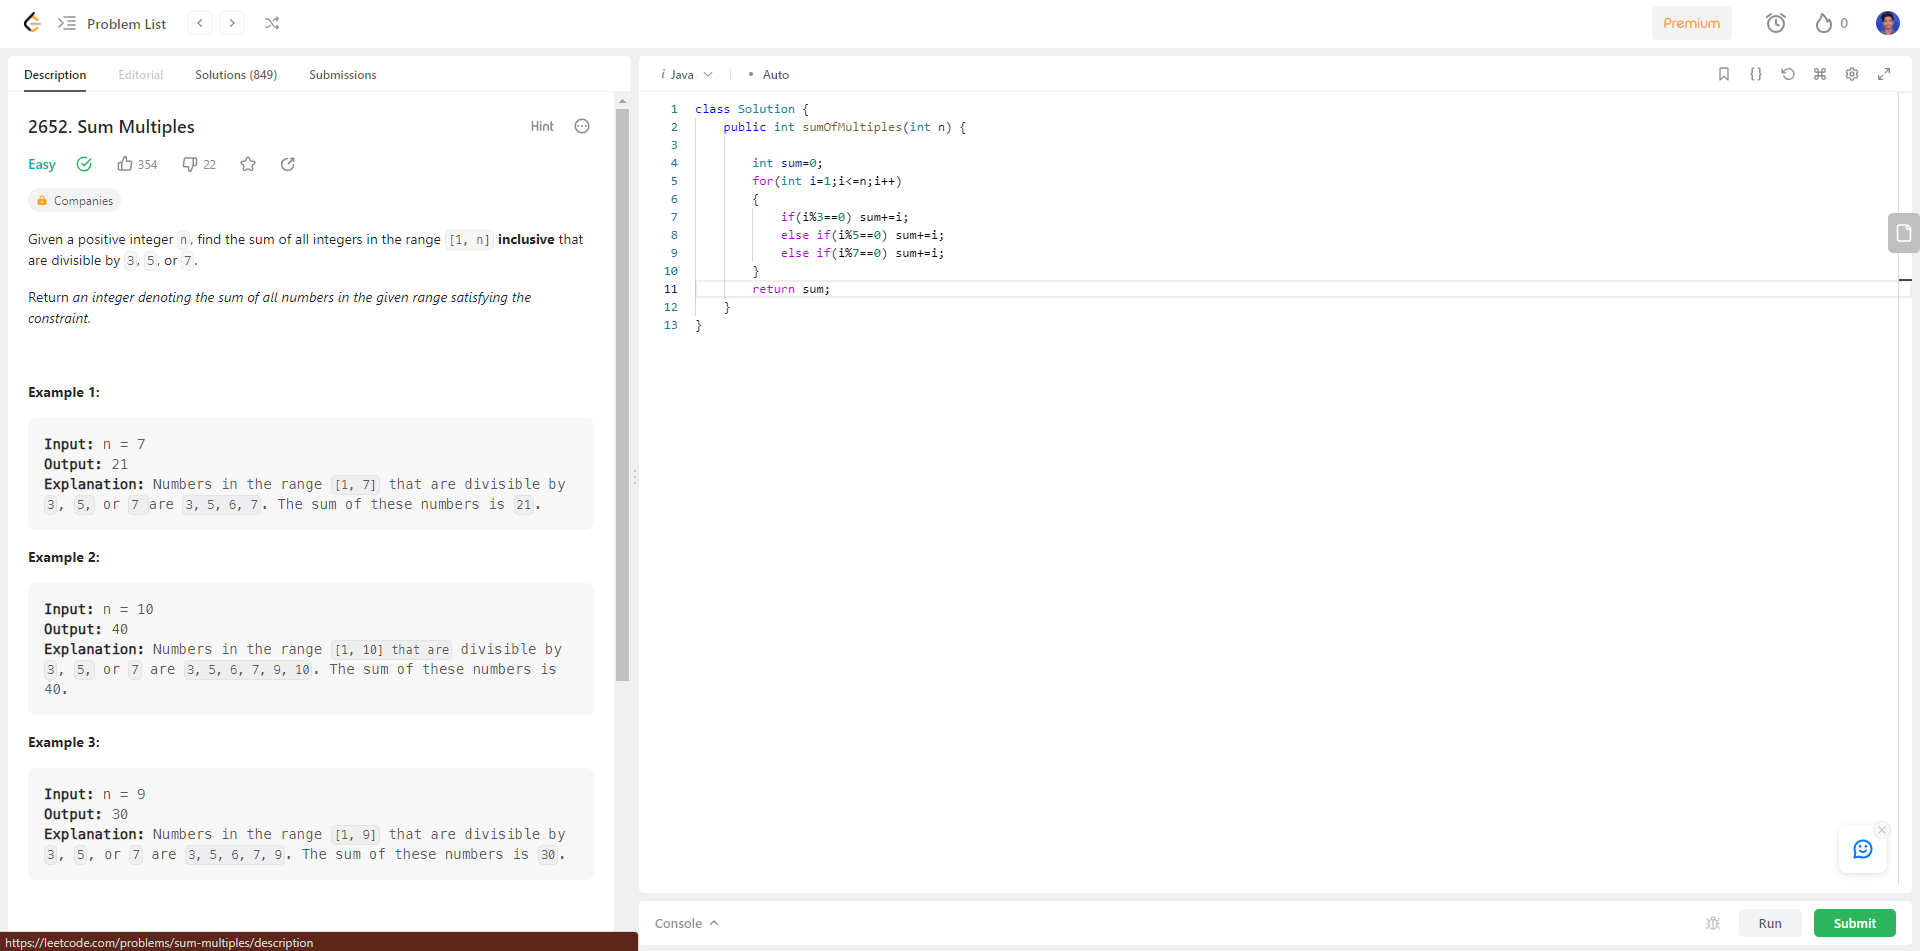 Problem List
Premium
0
Description Editorial Solutions (849) Submissions
2652. Sum Multiples
Hint
Easy 354 22
Companies
Given a positive integer n, find the sum of all integers in the range [1, n] inclusive that
are divisible by 3, 5, or 7.
Return an integer denoting the sum of all numbers in the given range satisfying the
constraint.
Example 1:
Input: n = 7
Output: 21
Explanation: Numbers in the range [1, 7] that are divisible by
3, 5, or 7 are 3, 5, 6, 7. The sum of these numbers is 21.
Example 2:
Input: n = 10
Output: 40
Explanation: Numbers in the range [1, 10] that are divisible by
3, 5, or 7 are 3, 5, 6, 7, 9, 10. The sum of these numbers is
40.
Example 3:
Input: n = 9
Output: 30
Explanation: Numbers in the range [1, 9] that are divisible by
3, 5, or 7 are 3, 5, 6, 7, 9. The sum of these numbers is 30.
https://leetcode.com/problems/sum-multiples/description
i Java • Auto
1 class Solution {
2 public int sumOfMultiples(int n) {
3
4 int sum=0;
5 for(int i=1;i<=n;i++)
6 {
7 if(i%3==0) sum+=i;
8 else if(i%5==0) sum+=i;
9 else if(i%7==0) sum+=i;
10 }
11 return sum;
12 }
13 }
Console
Run
Submit